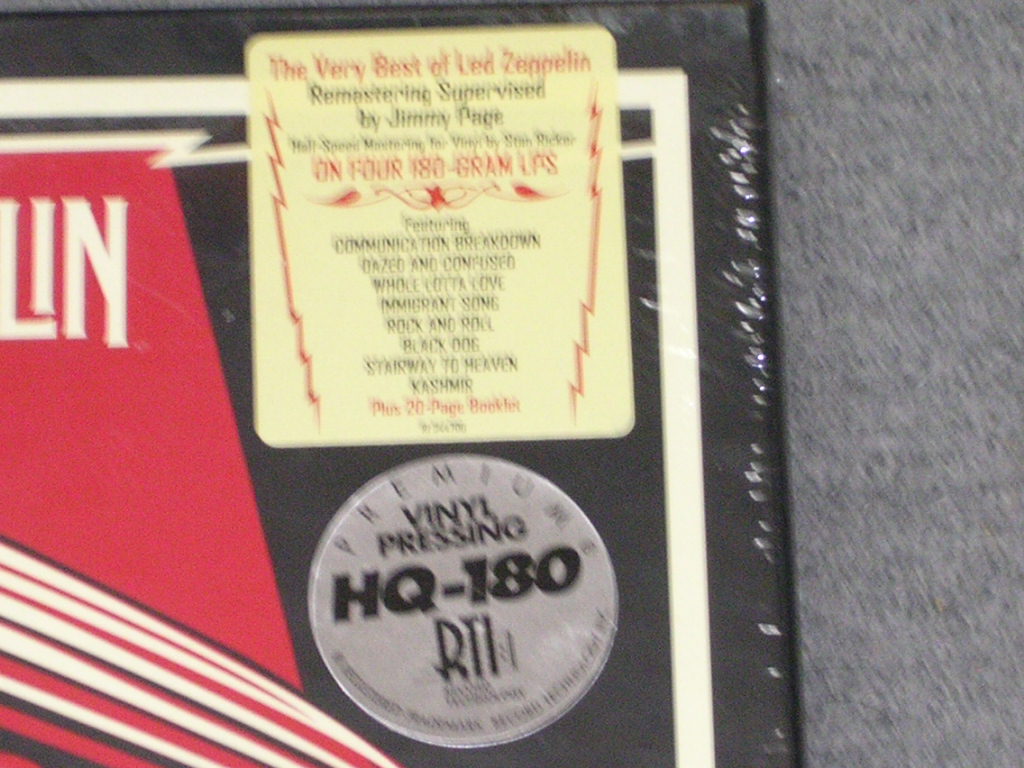 The Very Best of Led Zeppelin
Remastering Supervised
by Jimmy Page
Half-Speed Mastering for Vinyl by Stan Ricker
ON FOUR 180-GRAM LPS
Featuring
COMMUNICATION BREAKDOWN
DAZED AND CONFUSED
WHOLE LOTTA LOVE
IMMIGRANT SONG
ROCK AND ROLL
BLACK DOG
STAIRWAY TO HEAVEN
KASHMIR
Plus 20-Page Booklet
LIN
PREMIUM
VINYL
PRESSING
HQ-180
RTI